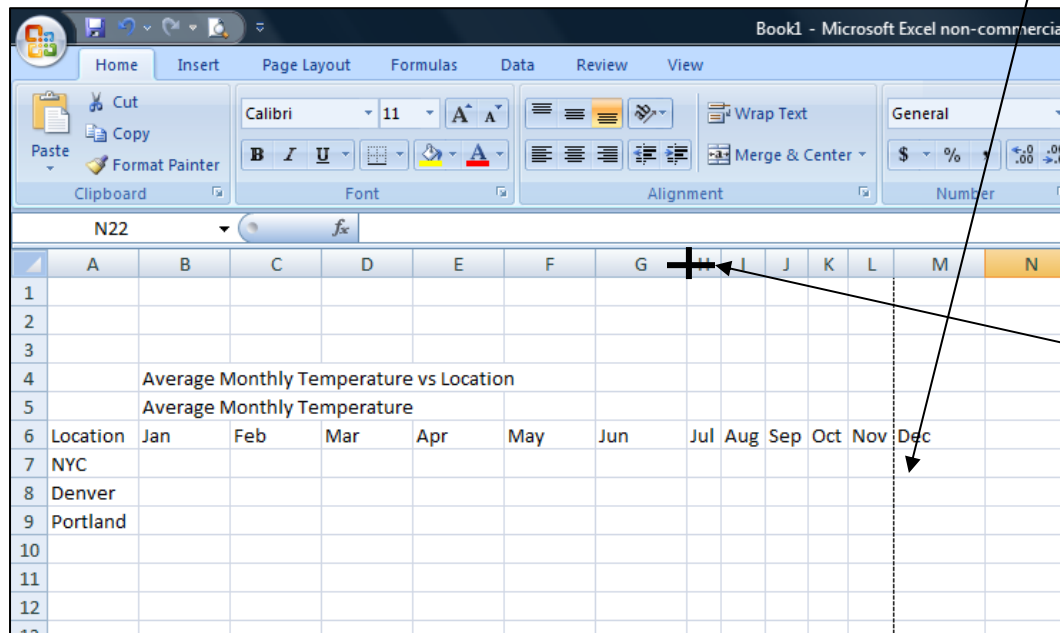 Book1 - Microsoft Excel non-commercia
Home Insert Page Layout Formulas Data Review View
Cut
Copy
Paste
Format Painter
Calibri 11 A A
B I U A
Wrap Text
Merge & Center
General
$ % , .00
Clipboard Font Alignment Number
N22 fx
A B C D E F G H I J K L M N
1
2
3
4 Average Monthly Temperature vs Location
5 Average Monthly Temperature
6 Location Jan Feb Mar Apr May Jun Jul Aug Sep Oct Nov Dec
7 NYC
8 Denver
9 Portland
10
11
12